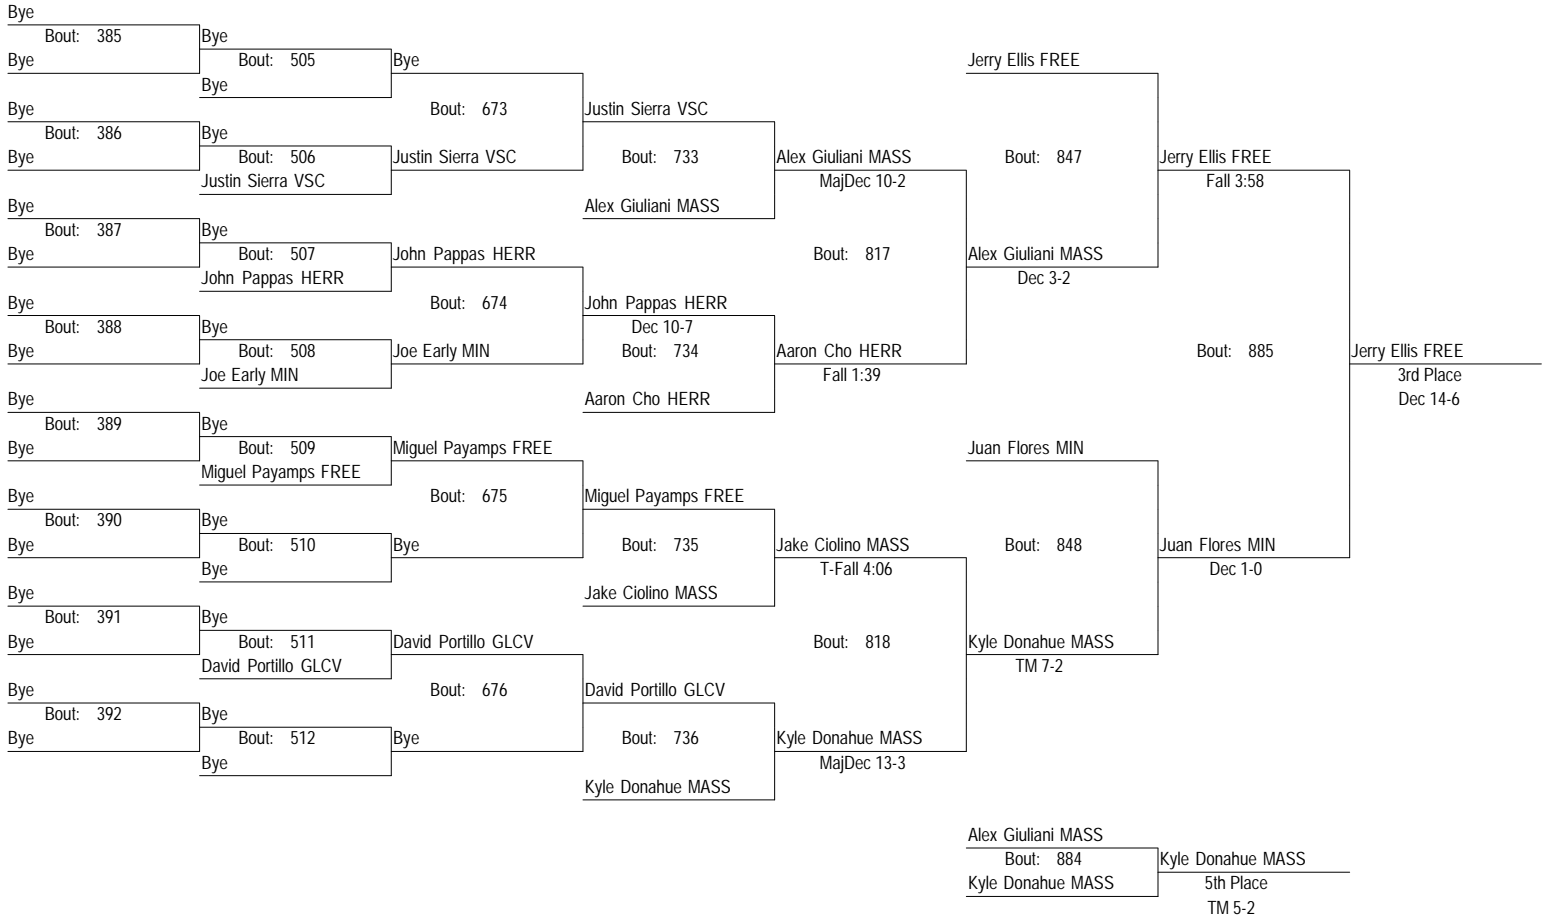 Bye
Bout: 385
Bye
Bye
Bout: 505
Bye
Bye
Bout: 386
Bye
Bye
Bout: 506
Justin Sierra VSC
Bye
Bout: 673
Justin Sierra VSC
Bye
Bout: 387
Bye
Bye
Bout: 507
John Pappas HERR
Bye
Bout: 388
Bye
Bye
Bout: 508
Joe Early MIN
John Pappas HERR
Bout: 674
Joe Early MIN
Bye
Bout: 389
Bye
Bye
Bout: 509
Miguel Payamps FREE
Bye
Bout: 390
Bye
Bye
Bout: 510
Bye
Miguel Payamps FREE
Bout: 675
Bye
Bye
Bout: 391
Bye
Bye
Bout: 511
David Portillo GLCV
Bye
Bout: 392
Bye
Bye
Bout: 512
Bye
David Portillo GLCV
Bout: 676
Bye
Justin Sierra VSC
Bout: 733
Alex Giuliani MASS
John Pappas HERR
Dec 10-7
Bout: 734
Aaron Cho HERR
Miguel Payamps FREE
Bout: 735
Jake Ciolino MASS
David Portillo GLCV
Bout: 736
Kyle Donahue MASS
Alex Giuliani MASS
MajDec 10-2
Bout: 817
Aaron Cho HERR
Fall 1:39
Jake Ciolino MASS
T-Fall 4:06
Bout: 818
Kyle Donahue MASS
MajDec 13-3
Jerry Ellis FREE
Bout: 847
Alex Giuliani MASS
Dec 3-2
Juan Flores MIN
Bout: 848
Kyle Donahue MASS
TM 7-2
Jerry Ellis FREE
Fall 3:58
Bout: 885
Juan Flores MIN
Dec 1-0
Jerry Ellis FREE
3rd Place
Dec 14-6
Alex Giuliani MASS
Bout: 884
Kyle Donahue MASS
Kyle Donahue MASS
5th Place
TM 5-2